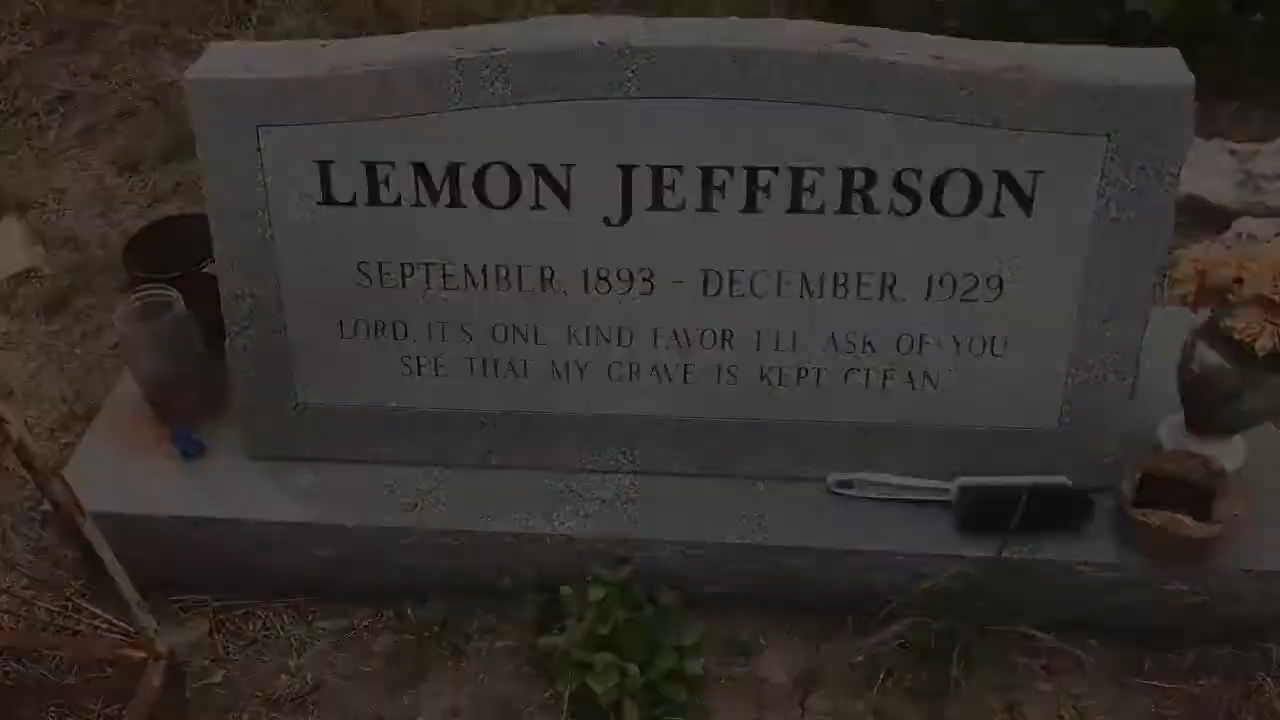 LEMON JEFFERSON
SEPTEMBER, 1893 - DECEMBER, 1929
LORD, IT'S ONE KIND FAVOR I'LL ASK OF YOU
SEE THAT MY GRAVE IS KEPT CLEAN